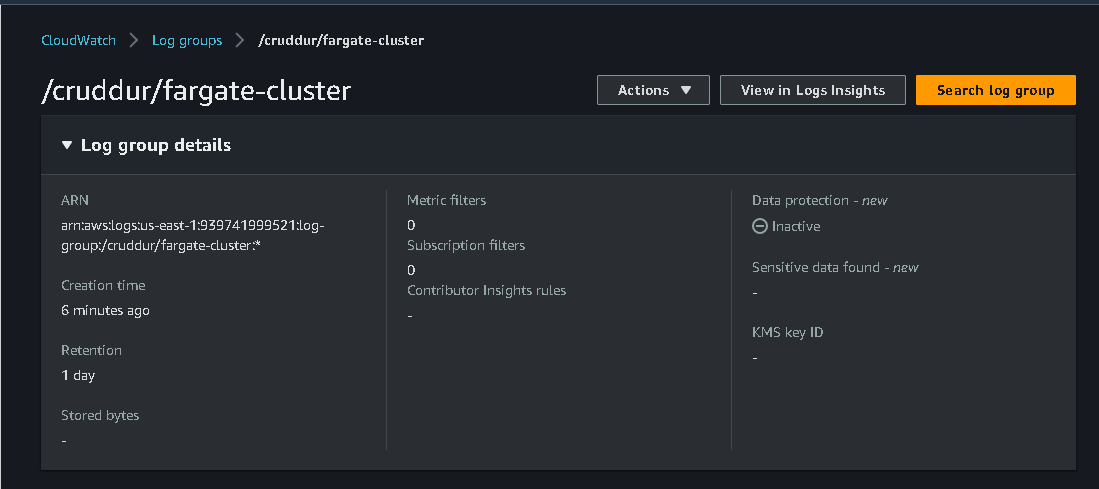 CloudWatch > Log groups > /cruddur/fargate-cluster
/cruddur/fargate-cluster
Actions ▼
View in Logs Insights
Search log group
▼ Log group details
ARN
arn:aws:logs:us-east-1:939741999521:log-
group:/cruddur/fargate-cluster:*
Creation time
6 minutes ago
Retention
1 day
Stored bytes
-
Metric filters
0
Subscription filters
0
Contributor Insights rules
-
Data protection - new
Inactive
Sensitive data found - new
-
KMS key ID
-